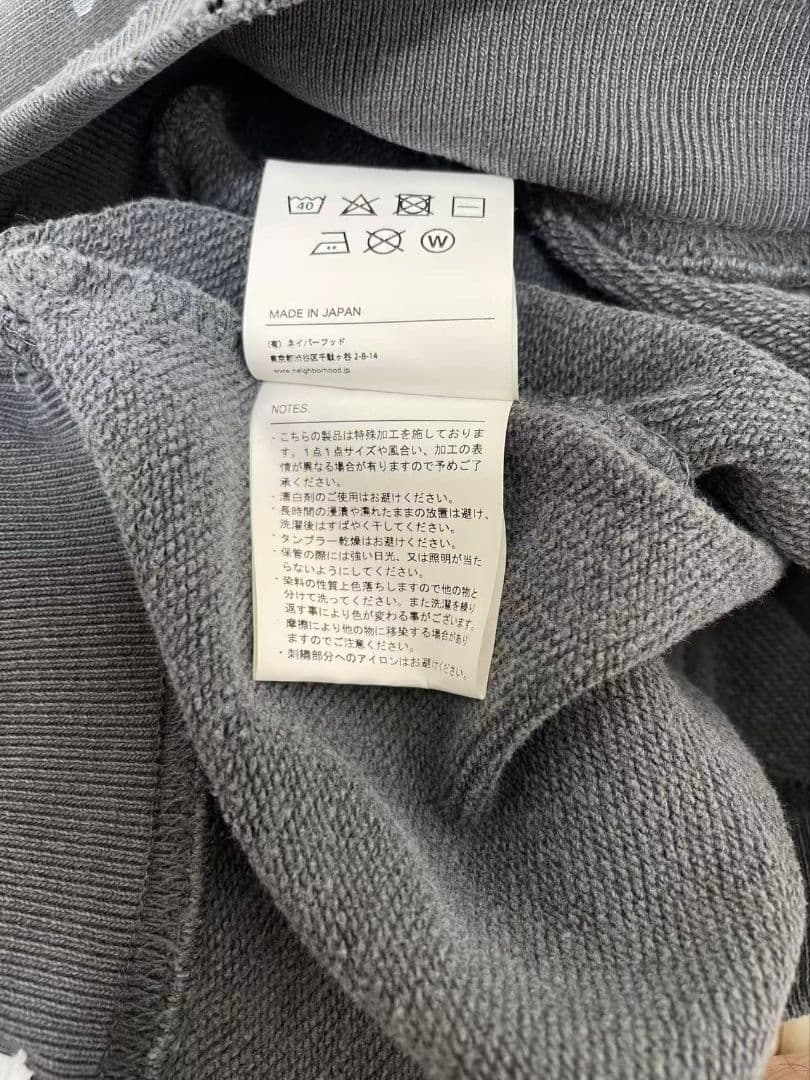 40
W
MADE IN JAPAN
(有) ネイバーフッド
東京都渋谷区千駄ヶ谷 2-8-14
www.neighborhood.jp
NOTES.
・こちらの製品は特殊加工を施しておりま
す。1点1点サイズや風合い、加工の表
情が異なる場合が有りますので予めご了
承ください。
・漂白剤のご使用はお避けください。
・長時間の浸漬や濡れたままの放置は避け、
洗濯後はすばやく干してください。
・タンブラー乾燥はお避けください。
・保管の際には強い日光、又は照明が当た
らないようにしてください。
・染料の性質上色落ちしますので他の物と
分けて洗ってください。また洗濯を繰り
返す事により色が変わる事がございます。
・摩擦により他の物に移染する場合があり
ますのでご注意ください。
・刺繍部分へのアイロンはお避けください。